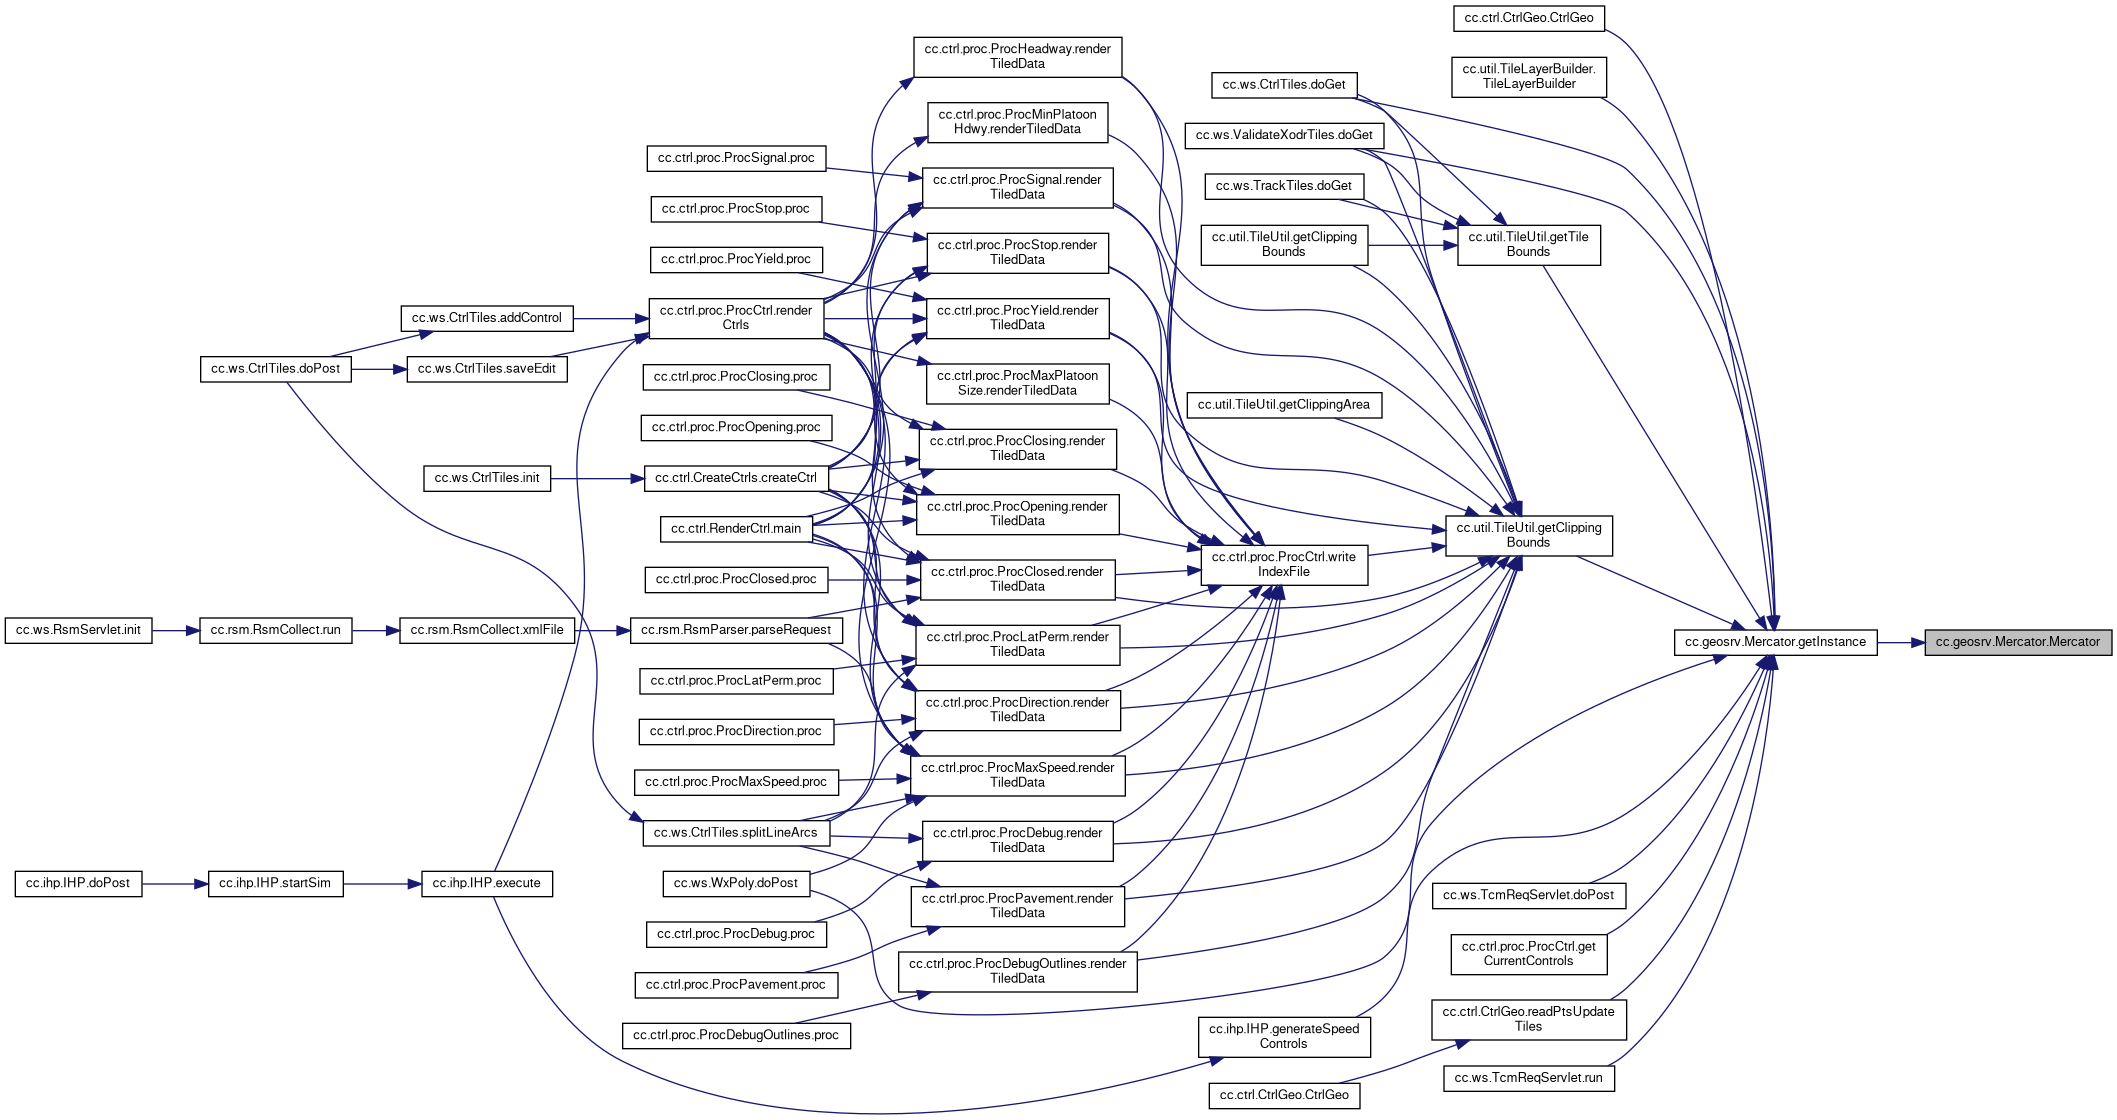 cc.ws.RsmServlet.init
cc.ihp.IHP.doPost
cc.ws.CtrlTiles.doPost
cc.rsm.RsmCollect.run
cc.ihp.IHP.startSim
cc.ws.CtrlTiles.addControl
cc.ws.CtrlTiles.saveEdit
cc.ws.CtrlTiles.init
cc.rsm.RsmCollect.xmlFile
cc.ihp.IHP.execute
cc.ctrl.proc.ProcSignal.proc
cc.ctrl.proc.ProcStop.proc
cc.ctrl.proc.ProcYield.proc
cc.ctrl.proc.ProcCtrl.render
Ctrls
cc.ctrl.proc.ProcClosing.proc
cc.ctrl.proc.ProcOpening.proc
cc.ctrl.CreateCtrls.createCtrl
cc.ctrl.RenderCtrl.main
cc.ctrl.proc.ProcClosed.proc
cc.rsm.RsmParser.parseRequest
cc.ctrl.proc.ProcLatPerm.proc
cc.ctrl.proc.ProcDirection.proc
cc.ctrl.proc.ProcMaxSpeed.proc
cc.ws.CtrlTiles.splitLineArcs
cc.ws.WxPoly.doPost
cc.ctrl.proc.ProcDebug.proc
cc.ctrl.proc.ProcPavement.proc
cc.ctrl.proc.ProcDebugOutlines.proc
cc.ctrl.proc.ProcHeadway.render
TiledData
cc.ctrl.proc.ProcMinPlatoon
Hdwy.renderTiledData
cc.ctrl.proc.ProcSignal.render
TiledData
cc.ctrl.proc.ProcStop.render
TiledData
cc.ctrl.proc.ProcYield.render
TiledData
cc.ctrl.proc.ProcMaxPlatoon
Size.renderTiledData
cc.ctrl.proc.ProcClosing.render
TiledData
cc.ctrl.proc.ProcOpening.render
TiledData
cc.ctrl.proc.ProcClosed.render
TiledData
cc.ctrl.proc.ProcLatPerm.render
TiledData
cc.ctrl.proc.ProcDirection.render
TiledData
cc.ctrl.proc.ProcMaxSpeed.render
TiledData
cc.ctrl.proc.ProcDebug.render
TiledData
cc.ctrl.proc.ProcPavement.render
TiledData
cc.ctrl.proc.ProcDebugOutlines.render
TiledData
cc.ws.CtrlTiles.doGet
cc.ws.ValidateXodrTiles.doGet
cc.ws.TrackTiles.doGet
cc.util.TileUtil.getClipping
Bounds
cc.util.TileUtil.getClippingArea
cc.ctrl.proc.ProcCtrl.write
IndexFile
cc.ihp.IHP.generateSpeed
Controls
cc.ctrl.CtrlGeo.CtrlGeo
cc.ctrl.CtrlGeo.CtrlGeo
cc.util.TileLayerBuilder.
TileLayerBuilder
cc.util.TileUtil.getTile
Bounds
cc.util.TileUtil.getClipping
Bounds
cc.ws.TcmReqServlet.doPost
cc.ctrl.proc.ProcCtrl.get
CurrentControls
cc.ctrl.CtrlGeo.readPtsUpdate
Tiles
cc.ws.TcmReqServlet.run
cc.geosrv.Mercator.getInstance
cc.geosrv.Mercator.Mercator